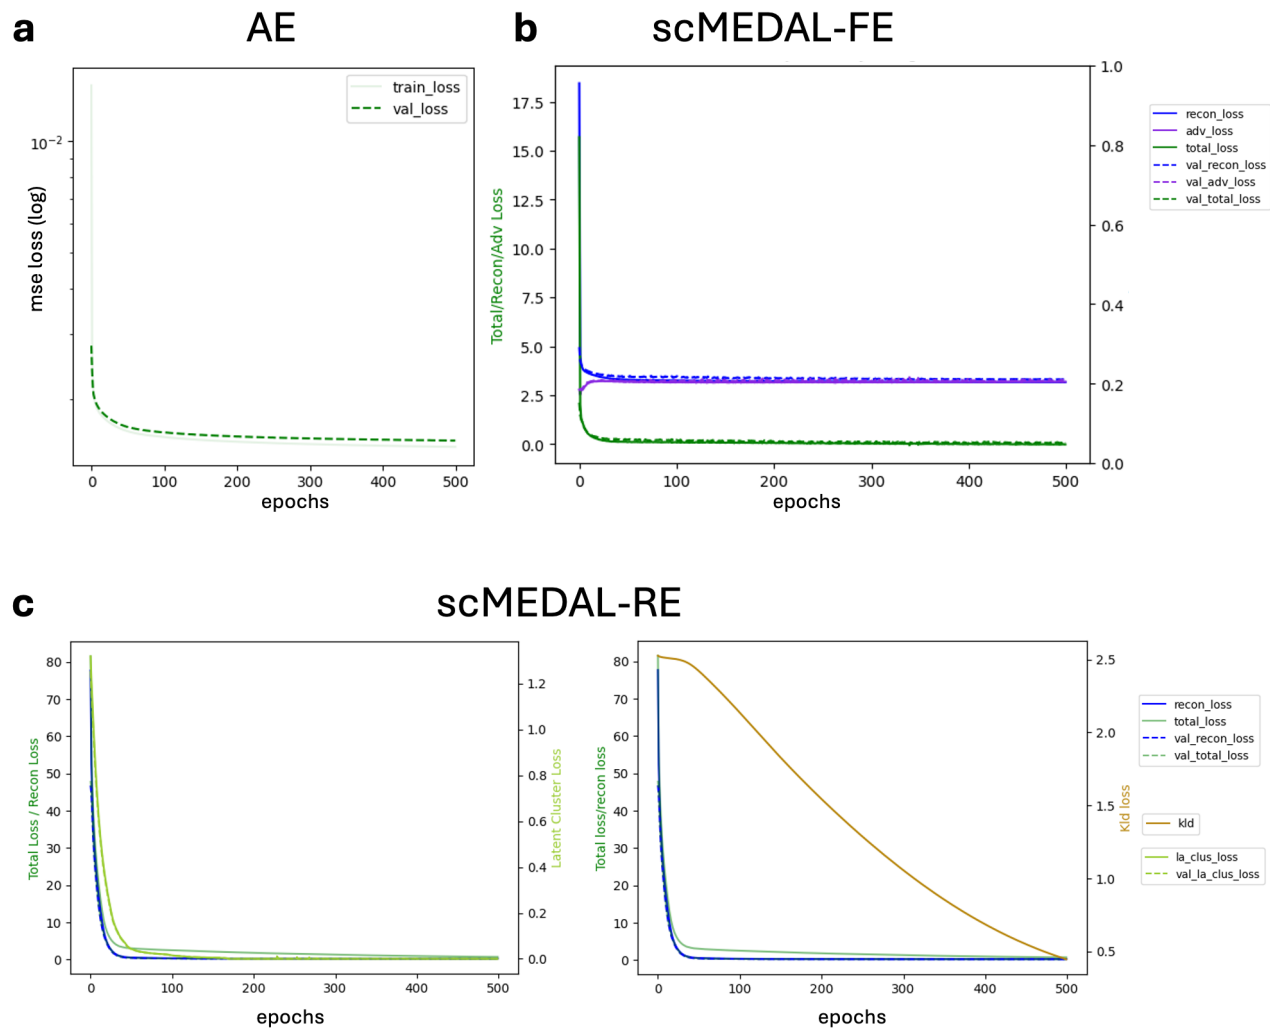 a
AE
b
scMEDAL-FE
train_loss
val_loss
10⁻²
mse loss (log)
0 100 200 300 400 500
epochs
17.5
15.0
12.5
10.0
7.5
5.0
2.5
0.0
Total/Recon/Adv Loss
1.0
0.8
0.6
0.4
0.2
0.0
0 100 200 300 400 500
epochs
recon_loss
adv_loss
total_loss
val_recon_loss
val_adv_loss
val_total_loss
c
scMEDAL-RE
80
70
60
50
40
30
20
10
0
Total Loss / Recon Loss
1.2
1.0
0.8
0.6
0.4
0.2
0.0
Latent Cluster Loss
0 100 200 300 400 500
epochs
80
70
60
50
40
30
20
10
0
Total loss/recon loss
2.5
2.0
1.5
1.0
0.5
Kld loss
0 100 200 300 400 500
epochs
recon_loss
total_loss
val_recon_loss
val_total_loss
kld
la_clus_loss
val_la_clus_loss